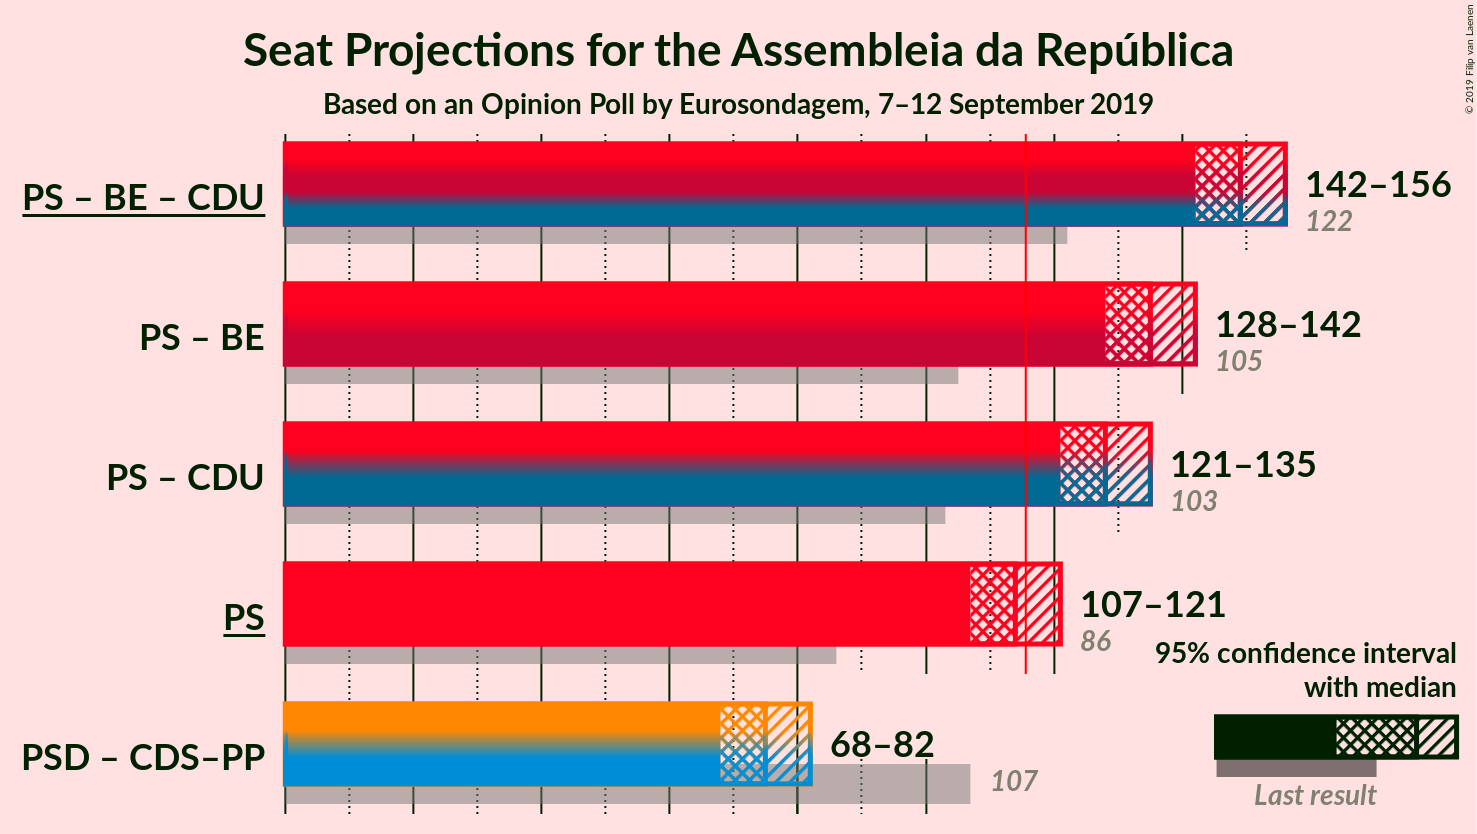 Seat Projections for the Assembleia da República
Based on an Opinion Poll by Eurosondagem, 7–12 September 2019
© 2019 Filip van Laenen
PS – BE – CDU
142–156
122
PS – BE
128–142
105
PS – CDU
121–135
103
PS
107–121
86
PSD – CDS–PP
68–82
107
95% confidence interval
with median
Last result